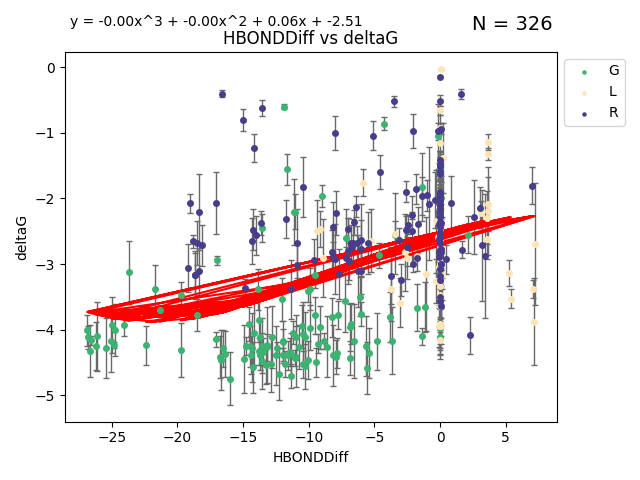 y = -0.00x^3 + -0.00x^2 + 0.06x + -2.51
N = 326
HBONDDiff vs deltaG
G
L
R
0
−1
−2
−3
−4
−5
deltaG
−25
−20
−15
−10
−5
0
5
HBONDDiff